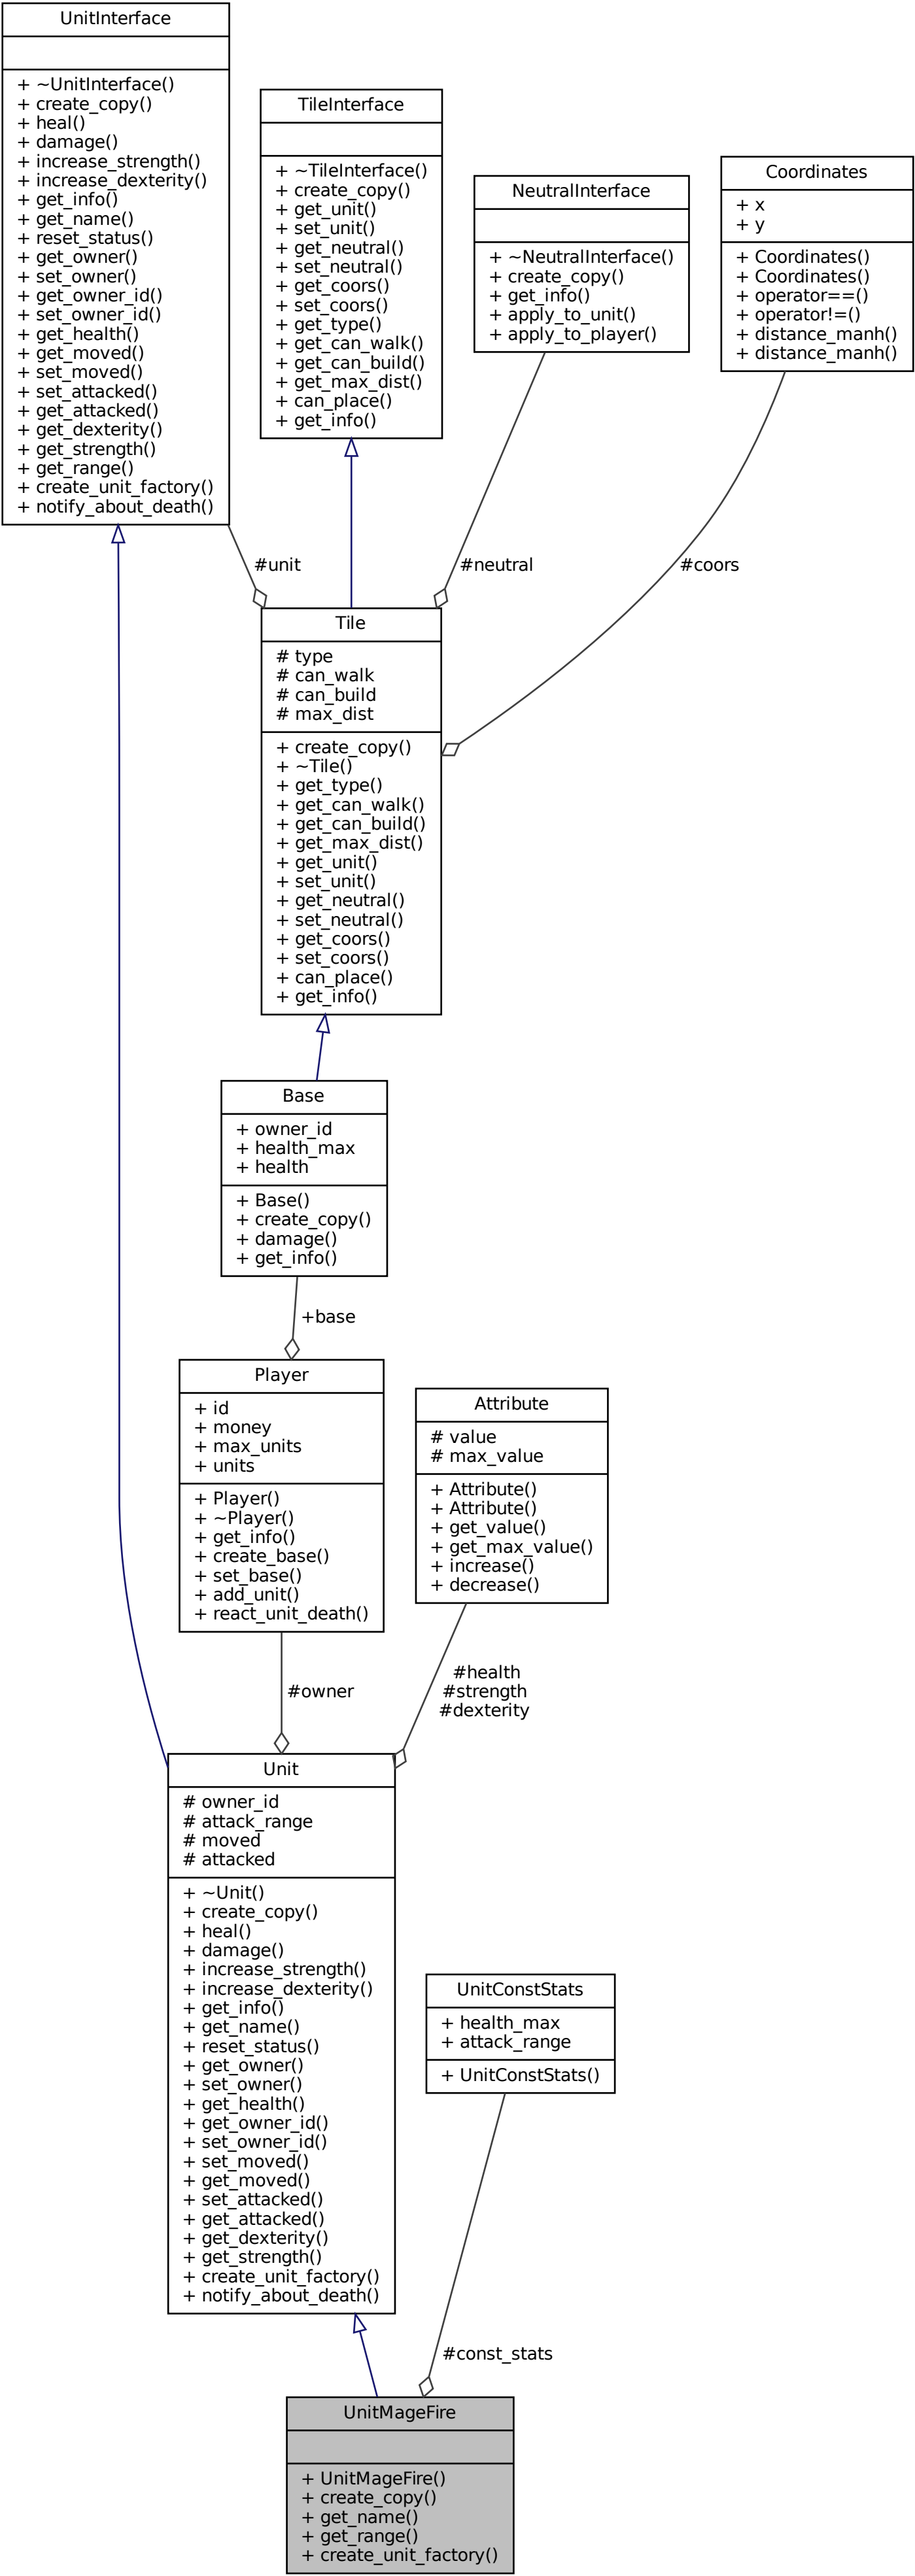 UnitInterface
+ ~UnitInterface()
+ create_copy()
+ heal()
+ damage()
+ increase_strength()
+ increase_dexterity()
+ get_info()
+ get_name()
+ reset_status()
+ get_owner()
+ set_owner()
+ get_owner_id()
+ set_owner_id()
+ get_health()
+ get_moved()
+ set_moved()
+ set_attacked()
+ get_attacked()
+ get_dexterity()
+ get_strength()
+ get_range()
+ create_unit_factory()
+ notify_about_death()
TileInterface
+ ~TileInterface()
+ create_copy()
+ get_unit()
+ set_unit()
+ get_neutral()
+ set_neutral()
+ get_coors()
+ set_coors()
+ get_type()
+ get_can_walk()
+ get_can_build()
+ get_max_dist()
+ can_place()
+ get_info()
NeutralInterface
+ ~NeutralInterface()
+ create_copy()
+ get_info()
+ apply_to_unit()
+ apply_to_player()
Coordinates
+ x
+ y
+ Coordinates()
+ Coordinates()
+ operator==()
+ operator!=()
+ distance_manh()
+ distance_manh()
#unit
#neutral
#coors
Tile
# type
# can_walk
# can_build
# max_dist
+ create_copy()
+ ~Tile()
+ get_type()
+ get_can_walk()
+ get_can_build()
+ get_max_dist()
+ get_unit()
+ set_unit()
+ get_neutral()
+ set_neutral()
+ get_coors()
+ set_coors()
+ can_place()
+ get_info()
Base
+ owner_id
+ health_max
+ health
+ Base()
+ create_copy()
+ damage()
+ get_info()
+base
Player
+ id
+ money
+ max_units
+ units
+ Player()
+ ~Player()
+ get_info()
+ create_base()
+ set_base()
+ add_unit()
+ react_unit_death()
Attribute
# value
# max_value
+ Attribute()
+ Attribute()
+ get_value()
+ get_max_value()
+ increase()
+ decrease()
#owner
#health
#strength
#dexterity
Unit
# owner_id
# attack_range
# moved
# attacked
+ ~Unit()
+ create_copy()
+ heal()
+ damage()
+ increase_strength()
+ increase_dexterity()
+ get_info()
+ get_name()
+ reset_status()
+ get_owner()
+ set_owner()
+ get_health()
+ get_owner_id()
+ set_owner_id()
+ set_moved()
+ get_moved()
+ set_attacked()
+ get_attacked()
+ get_dexterity()
+ get_strength()
+ create_unit_factory()
+ notify_about_death()
UnitConstStats
+ health_max
+ attack_range
+ UnitConstStats()
#const_stats
UnitMageFire
+ UnitMageFire()
+ create_copy()
+ get_name()
+ get_range()
+ create_unit_factory()